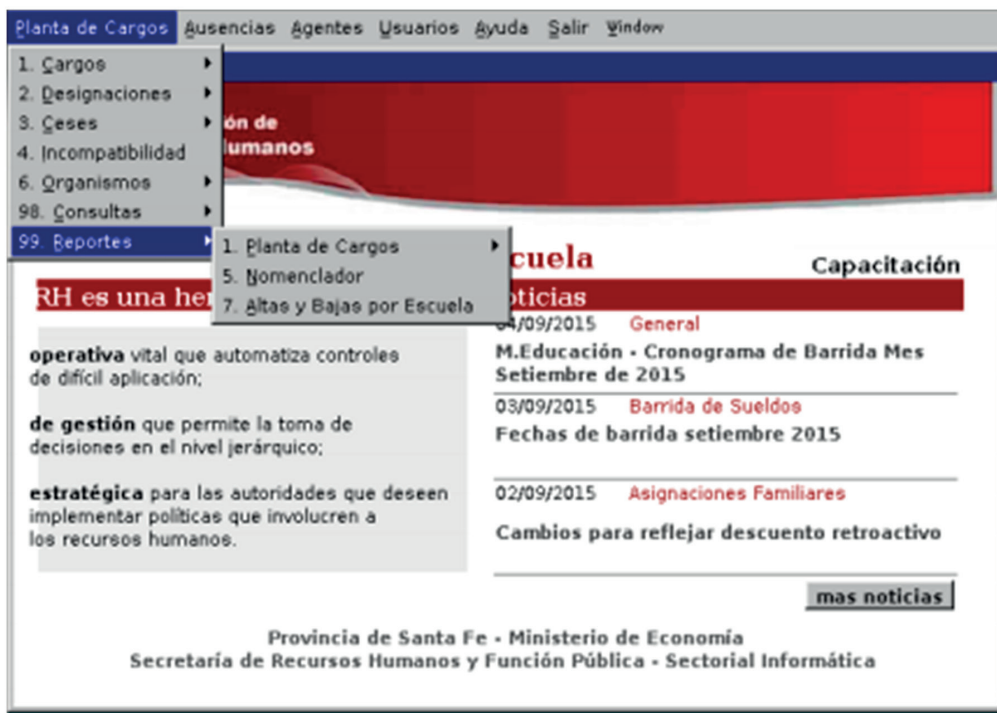 Planta de Cargos Ausencias Agentes Usuarios Ayuda Salir Window
1. Cargos
2. Designaciones
3. Ceses
4. Incompatibilidad
6. Organismos
98. Consultas
99. Reportes
1. Planta de Cargos
5. Nomenclador
7. Altas y Bajas por Escuela
ón de
umanos
cuela
Capacitación
RH es una her
oticias
operativa vital que automatiza controles
de difícil aplicación;
de gestión que permite la toma de
decisiones en el nivel jerárquico;
estratégica para las autoridades que deseen
implementar políticas que involucren a
los recursos humanos.
04/09/2015 General
M.Educación - Cronograma de Barrida Mes
Setiembre de 2015
03/09/2015 Barrida de Sueldos
Fechas de barrida setiembre 2015
02/09/2015 Asignaciones Familiares
Cambios para reflejar descuento retroactivo
mas noticias
Provincia de Santa Fe - Ministerio de Economía
Secretaría de Recursos Humanos y Función Pública - Sectorial Informática